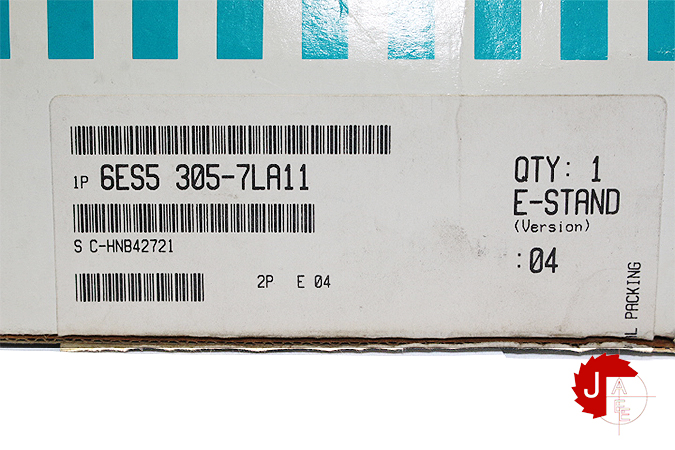 1P 6ES5 305-7LA11
S C-HNB42721
2P E 04
QTY: 1
E-STAND
(Version)
:04
PACKING
J
A
E
E